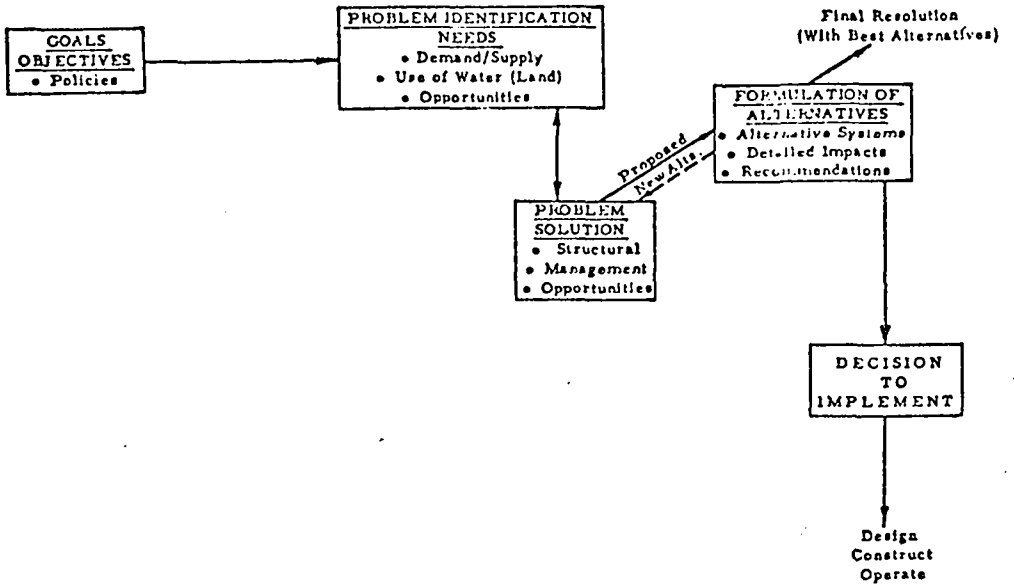 GOALS
OBJECTIVES
• Policies
PROBLEM IDENTIFICATION
NEEDS
• Demand/Supply
• Use of Water (Land)
• Opportunities
Final Resolution
(With Best Alternatives)
FORMULATION OF
ALTERNATIVES
• Alternative Systems
• Detailed Impacts
• Recommendations
Proposed
New Alts.
PROBLEM
SOLUTION
• Structural
• Management
• Opportunities
DECISION
TO
IMPLEMENT
Design
Construct
Operate